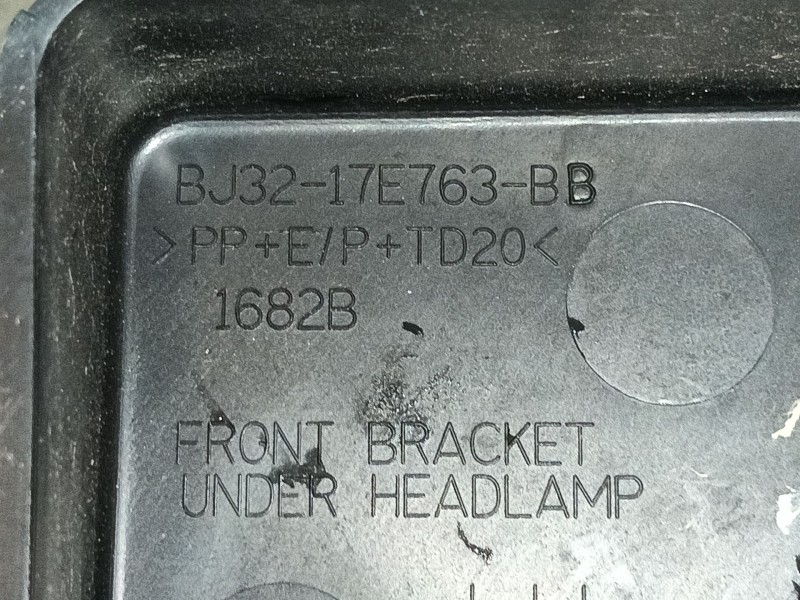 BJ32-17E763-BB
>PP+E/P+TD20<
1682B
FRONT BRACKET
UNDER HEADLAMP